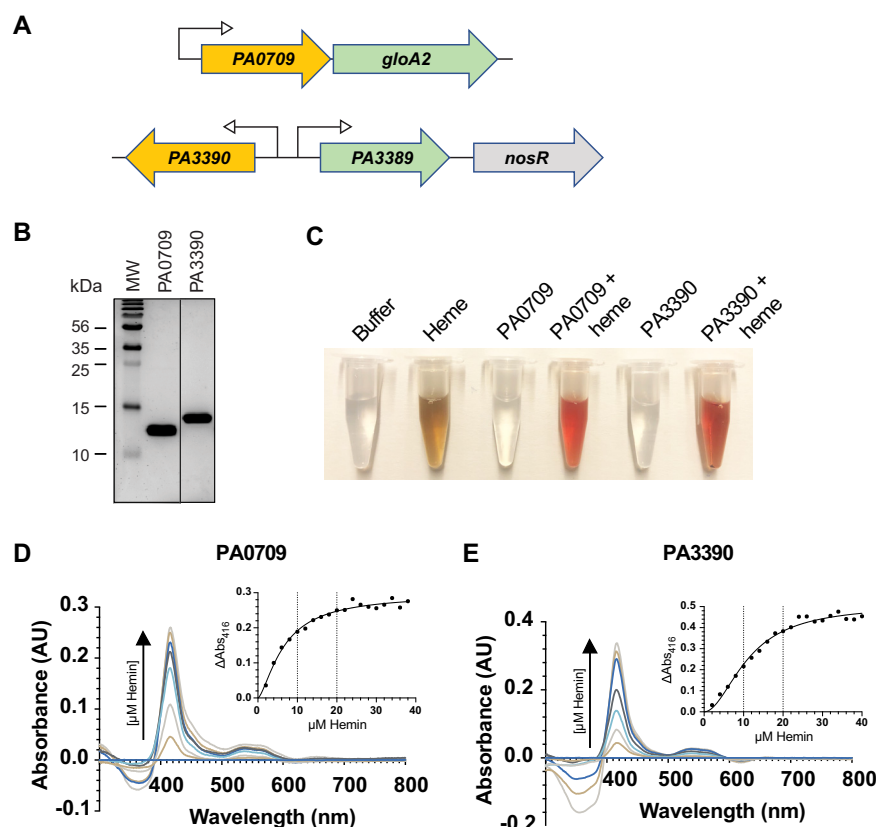 A
PA0709
gloA2
PA3390
PA3389
nosR
B
kDa
MW
PA0709
PA3390
56
35
25
15
10
C
Buffer
Heme
PA0709
PA0709 +
heme
PA3390
PA3390 +
heme
D
PA0709
Absorbance (AU)
0.3
0.2
0.1
0.0
-0.1
[µM Hemin]
400 500 600 700 800
Wavelength (nm)
ΔAbs416
0.3
0.2
0.1
0.0
0 10 20 30 40
µM Hemin
E
PA3390
Absorbance (AU)
0.4
0.2
0.0
-0.2
[µM Hemin]
400 500 600 700 800
Wavelength (nm)
ΔAbs416
0.5
0.4
0.3
0.2
0.1
0.0
0 10 20 30 40
µM Hemin